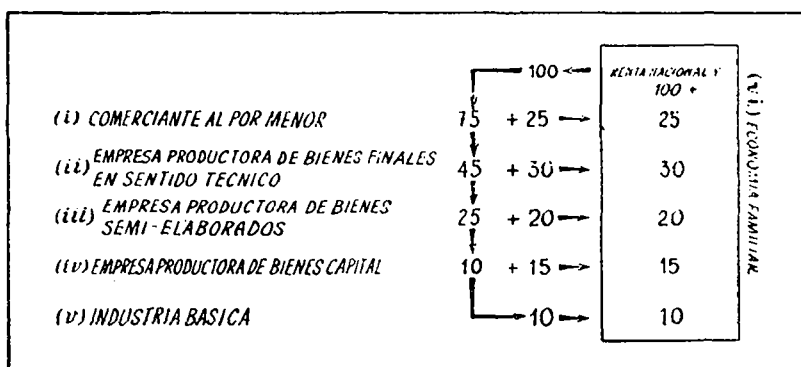 100 RENTA NACIONAL Y
100 +
(i) COMERCIANTE AL POR MENOR 75 + 25 25
(ii) EMPRESA PRODUCTORA DE BIENES FINALES
EN SENTIDO TECNICO 45 + 30 30
(iii) EMPRESA PRODUCTORA DE BIENES
SEMI-ELABORADOS 25 + 20 20
(iv) EMPRESA PRODUCTORA DE BIENES CAPITAL 10 + 15 15
(v) INDUSTRIA BASICA 10 10
(vi) ECONOMIA FAMILIAR